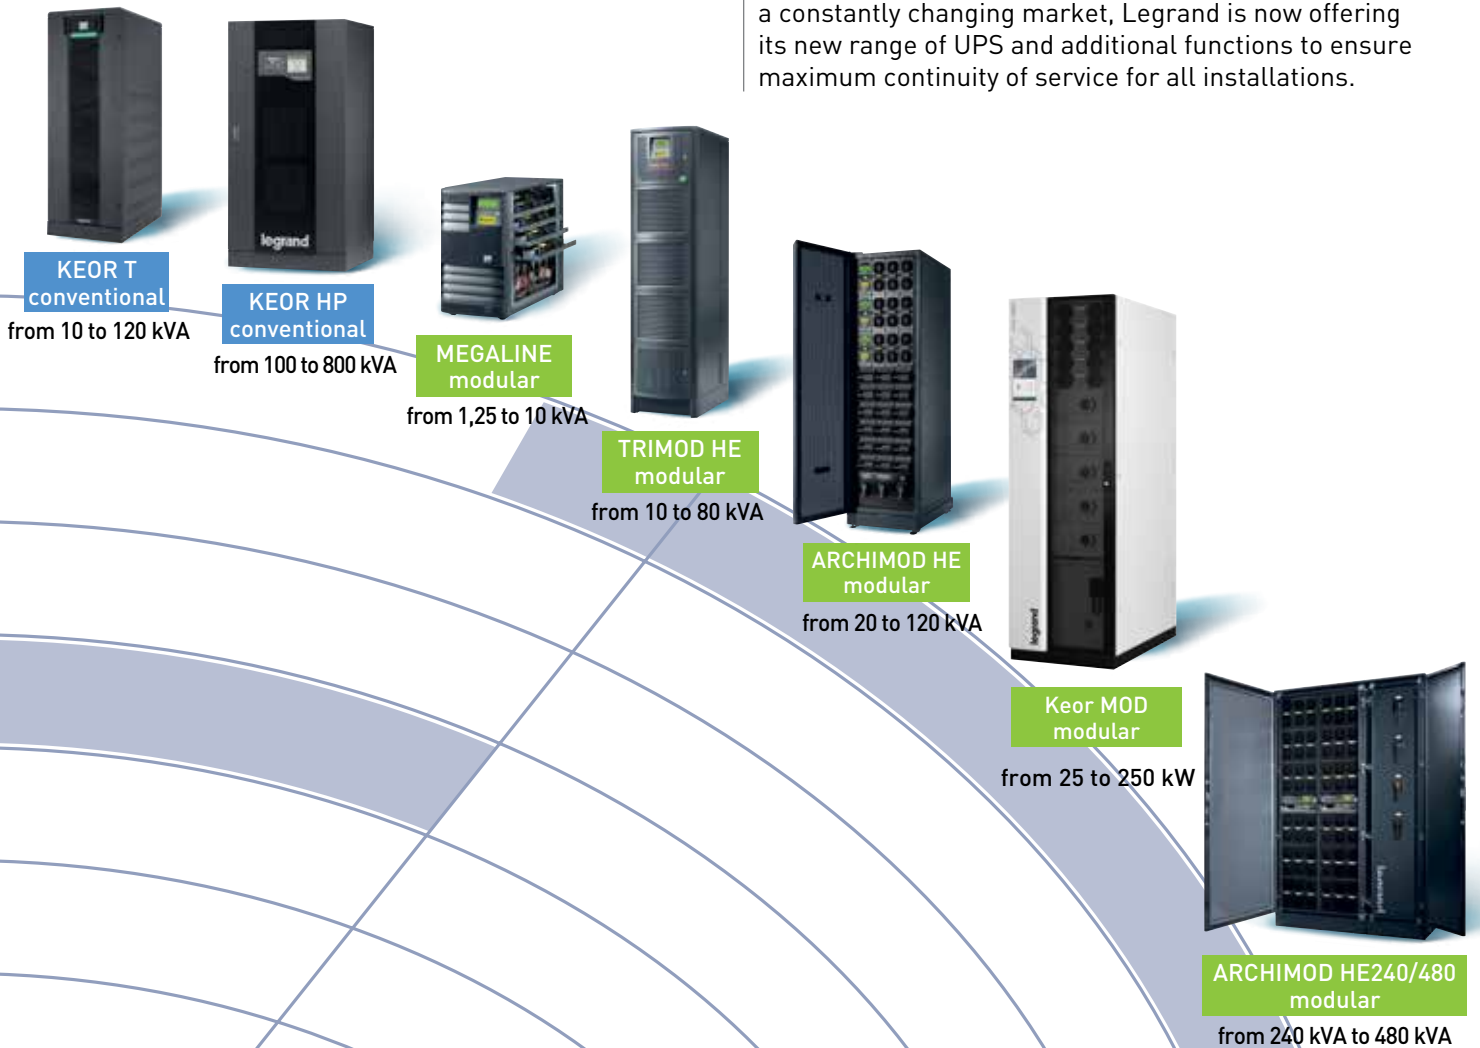 a constantly changing market, Legrand is now offering
its new range of UPS and additional functions to ensure
maximum continuity of service for all installations.
legrand
KEOR T
conventional
from 10 to 120 kVA
KEOR HP
conventional
from 100 to 800 kVA
MEGALINE
modular
from 1,25 to 10 kVA
TRIMOD HE
modular
from 10 to 80 kVA
ARCHIMOD HE
modular
from 20 to 120 kVA
legrand
Keor MOD
modular
from 25 to 250 kW
legrand
ARCHIMOD HE240/480
modular
from 240 kVA to 480 kVA